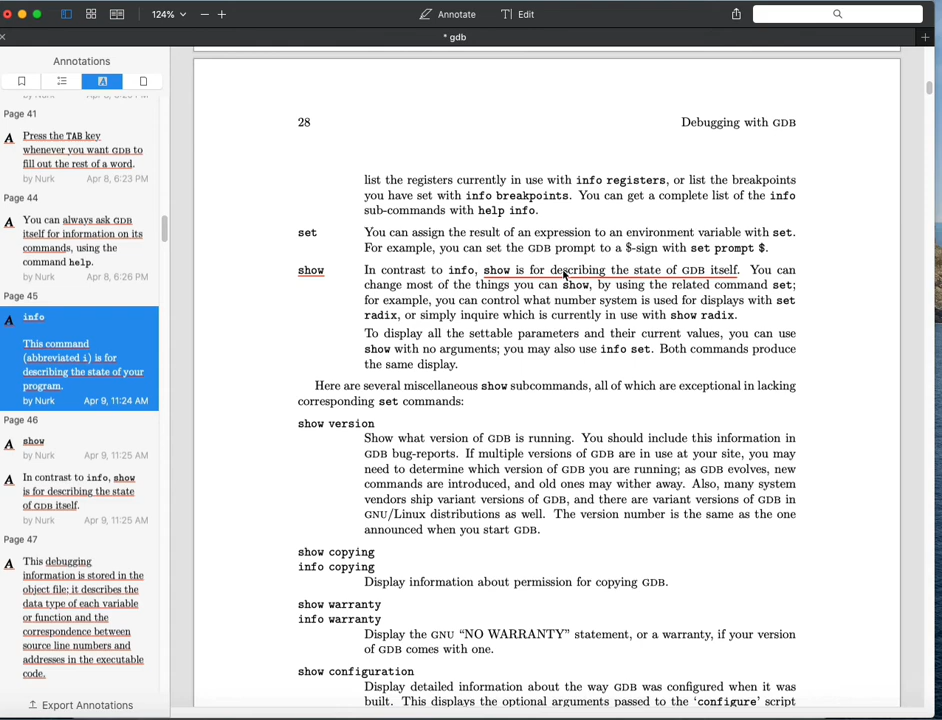 124%
Annotate
Edit
* gdb
Annotations
by Nurk
Page 41
Press the TAB key
whenever you want GDB to
fill out the rest of a word.
by Nurk Apr 8, 6:23 PM
Page 44
You can always ask GDB
itself for information on its
commands, using the
command help.
by Nurk Apr 8, 6:26 PM
Page 45
info
This command
(abbreviated i) is for
describing the state of your
program.
by Nurk Apr 9, 11:24 AM
Page 46
show
by Nurk Apr 9, 11:25 AM
In contrast to info, show
is for describing the state
of GDB itself.
by Nurk Apr 9, 11:25 AM
Page 47
This debugging
information is stored in the
object file; it describes the
data type of each variable
or function and the
correspondence between
source line numbers and
addresses in the executable
code.
Export Annotations
28 Debugging with GDB
list the registers currently in use with info registers, or list the breakpoints
you have set with info breakpoints. You can get a complete list of the info
sub-commands with help info.
set You can assign the result of an expression to an environment variable with set.
For example, you can set the GDB prompt to a $-sign with set prompt $.
show In contrast to info, show is for describing the state of GDB itself. You can
change most of the things you can show, by using the related command set;
for example, you can control what number system is used for displays with set
radix, or simply inquire which is currently in use with show radix.
To display all the settable parameters and their current values, you can use
show with no arguments; you may also use info set. Both commands produce
the same display.
Here are several miscellaneous show subcommands, all of which are exceptional in lacking
corresponding set commands:
show version
Show what version of GDB is running. You should include this information in
GDB bug-reports. If multiple versions of GDB are in use at your site, you may
need to determine which version of GDB you are running; as GDB evolves, new
commands are introduced, and old ones may wither away. Also, many system
vendors ship variant versions of GDB, and there are variant versions of GDB in
GNU/Linux distributions as well. The version number is the same as the one
announced when you start GDB.
show copying
info copying
Display information about permission for copying GDB.
show warranty
info warranty
Display the GNU “NO WARRANTY” statement, or a warranty, if your version
of GDB comes with one.
show configuration
Display detailed information about the way GDB was configured when it was
built. This displays the optional arguments passed to the ‘configure’ script